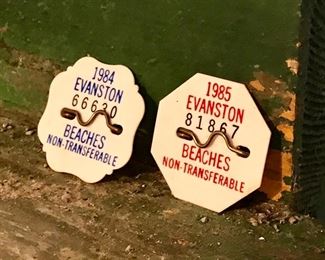 1984
EVANSTON
66630
BEACHES
NON-TRANSFERABLE
1985
EVANSTON
81867
BEACHES
NON-TRANSFERABLE